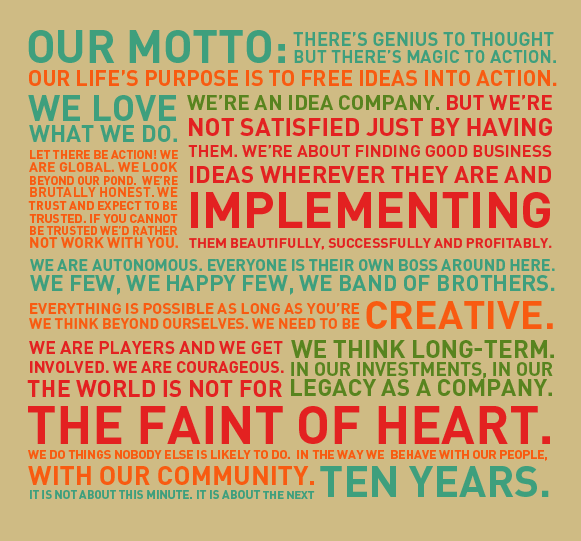 OUR MOTTO:
THERE'S GENIUS TO THOUGHT
BUT THERE'S MAGIC TO ACTION.
OUR LIFE'S PURPOSE IS TO FREE IDEAS INTO ACTION.
WE LOVE
WHAT WE DO.
LET THERE BE ACTION! WE
ARE GLOBAL. WE LOOK
BEYOND OUR POND. WE'RE
BRUTALLY HONEST. WE
TRUST AND EXPECT TO BE
TRUSTED. IF YOU CANNOT
BE TRUSTED WE'D RATHER
NOT WORK WITH YOU.
WE'RE AN IDEA COMPANY. BUT WE'RE
NOT SATISFIED JUST BY HAVING
THEM. WE'RE ABOUT FINDING GOOD BUSINESS
IDEAS WHEREVER THEY ARE AND
IMPLEMENTING
THEM BEAUTIFULLY, SUCCESSFULLY AND PROFITABLY.
WE ARE AUTONOMOUS. EVERYONE IS THEIR OWN BOSS AROUND HERE.
WE FEW, WE HAPPY FEW, WE BAND OF BROTHERS.
EVERYTHING IS POSSIBLE AS LONG AS YOU'RE
WE THINK BEYOND OURSELVES. WE NEED TO BE
CREATIVE.
WE ARE PLAYERS AND WE GET
INVOLVED. WE ARE COURAGEOUS.
THE WORLD IS NOT FOR
WE THINK LONG-TERM.
IN OUR INVESTMENTS, IN OUR
LEGACY AS A COMPANY.
THE FAINT OF HEART.
WE DO THINGS NOBODY ELSE IS LIKELY TO DO. IN THE WAY WE BEHAVE WITH OUR PEOPLE,
WITH OUR COMMUNITY.
IT IS NOT ABOUT THIS MINUTE. IT IS ABOUT THE NEXT
TEN YEARS.